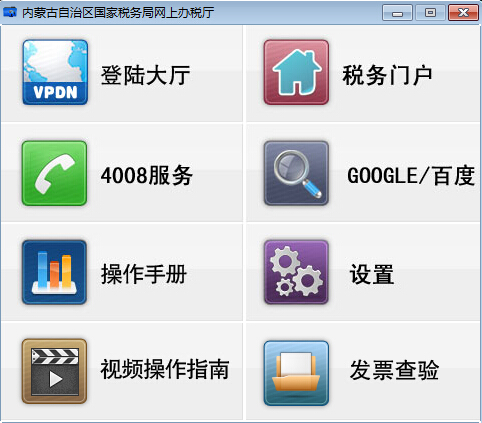 内蒙古自治区国家税务局网上办税厅
VPDN
登陆大厅
税务门户
4008服务
GOOGLE/百度
操作手册
设置
视频操作指南
发票查验